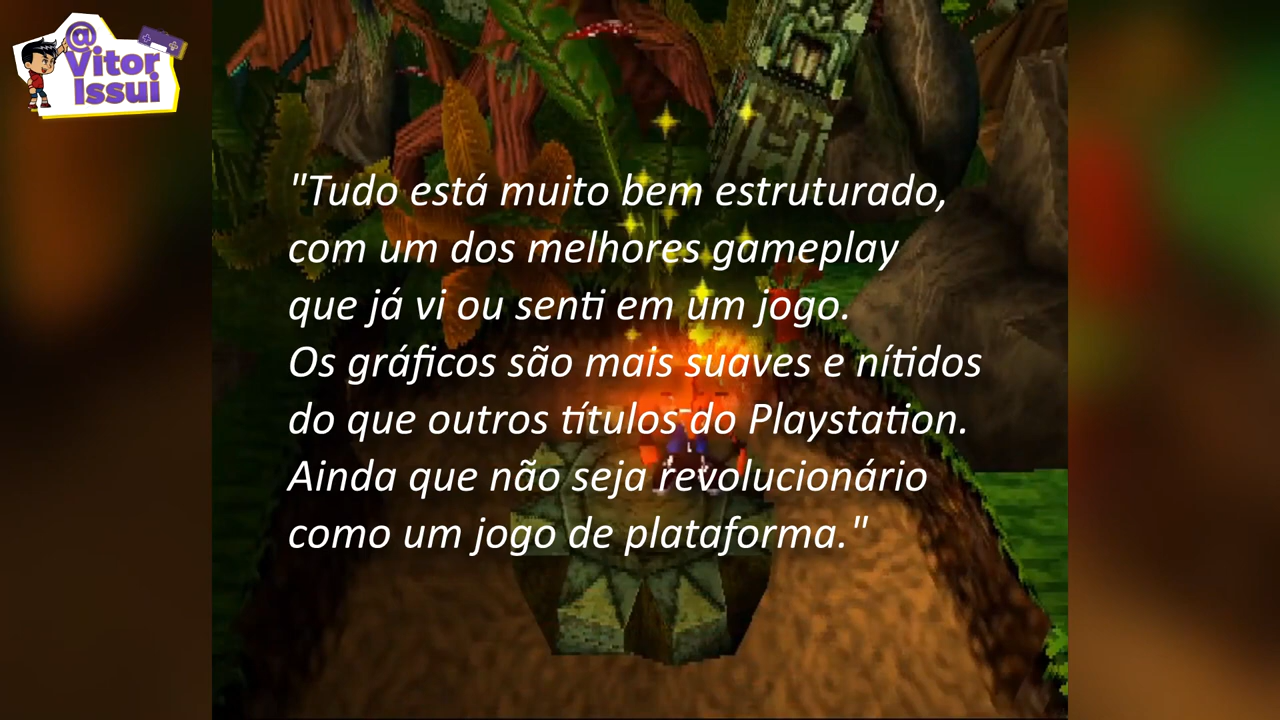 @
Vitor
Issui
"Tudo está muito bem estruturado,
com um dos melhores gameplay
que já vi ou senti em um jogo.
Os gráficos são mais suaves e nítidos
do que outros títulos do Playstation.
Ainda que não seja revolucionário
como um jogo de plataforma."